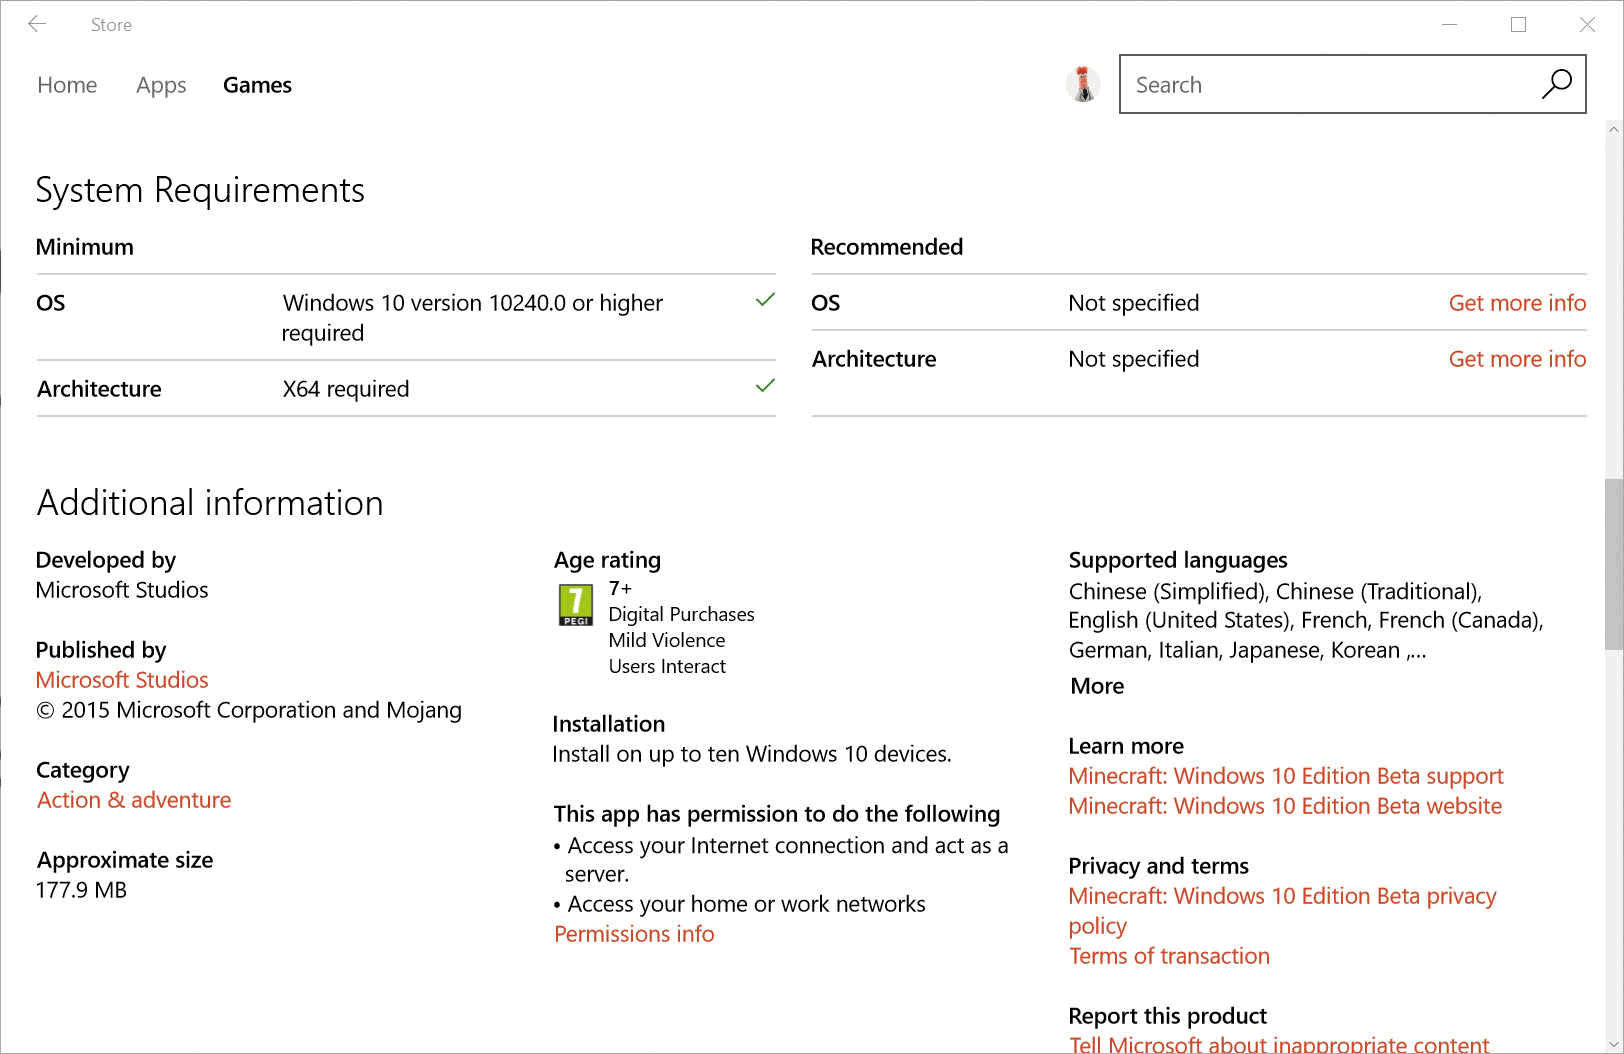 Store
Home Apps Games
Search
System Requirements
Minimum
OS Windows 10 version 10240.0 or higher
required
Architecture X64 required
Recommended
OS Not specified Get more info
Architecture Not specified Get more info
Additional information
Developed by
Microsoft Studios
Published by
Microsoft Studios
© 2015 Microsoft Corporation and Mojang
Category
Action & adventure
Approximate size
177.9 MB
Age rating
7
PEGI
7+
Digital Purchases
Mild Violence
Users Interact
Installation
Install on up to ten Windows 10 devices.
This app has permission to do the following
• Access your Internet connection and act as a
server.
• Access your home or work networks
Permissions info
Supported languages
Chinese (Simplified), Chinese (Traditional),
English (United States), French, French (Canada),
German, Italian, Japanese, Korean ,...
More
Learn more
Minecraft: Windows 10 Edition Beta support
Minecraft: Windows 10 Edition Beta website
Privacy and terms
Minecraft: Windows 10 Edition Beta privacy
policy
Terms of transaction
Report this product
Tell Microsoft about inappropriate content